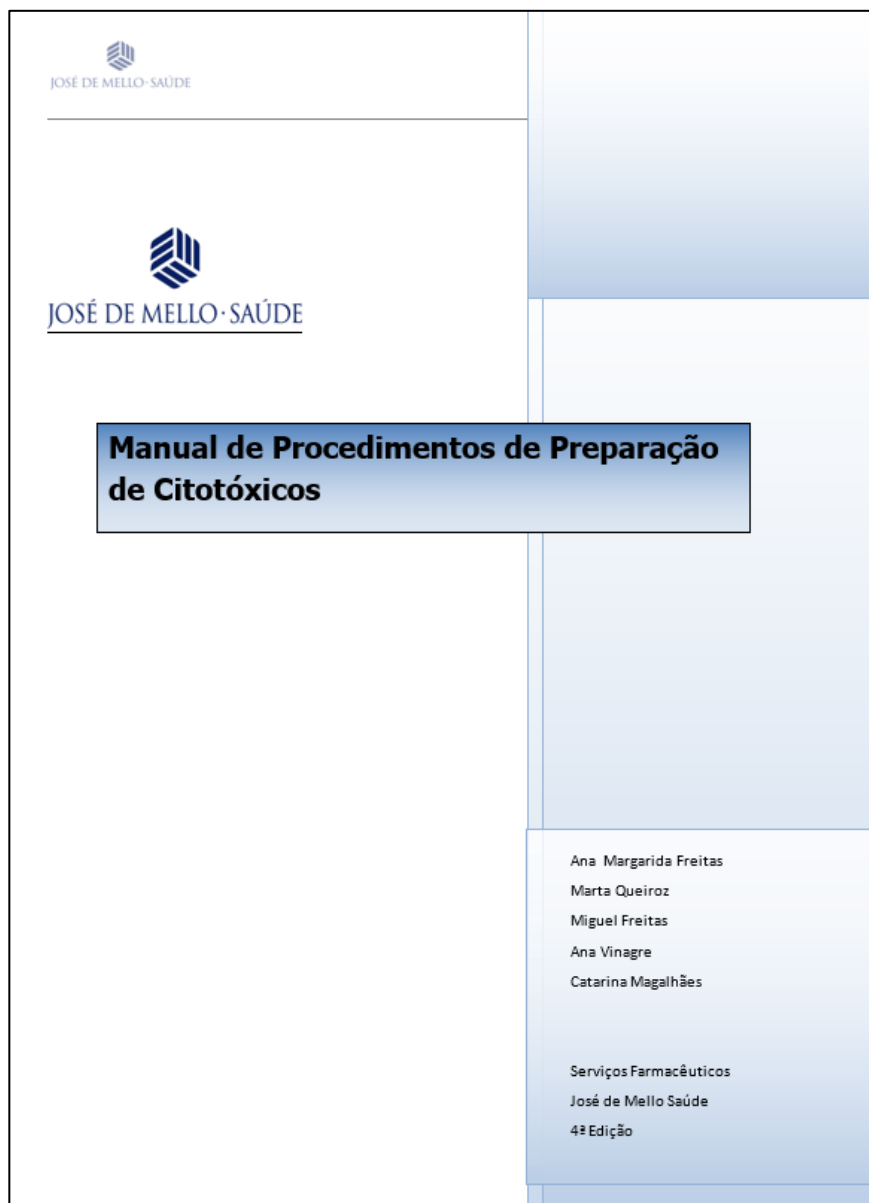 JOSÉ DE MELLO·SAÚDE
JOSÉ DE MELLO·SAÚDE
Manual de Procedimentos de Preparação
de Citotóxicos
Ana Margarida Freitas
Marta Queiroz
Miguel Freitas
Ana Vinagre
Catarina Magalhães
Serviços Farmacêuticos
José de Mello Saúde
4ª Edição